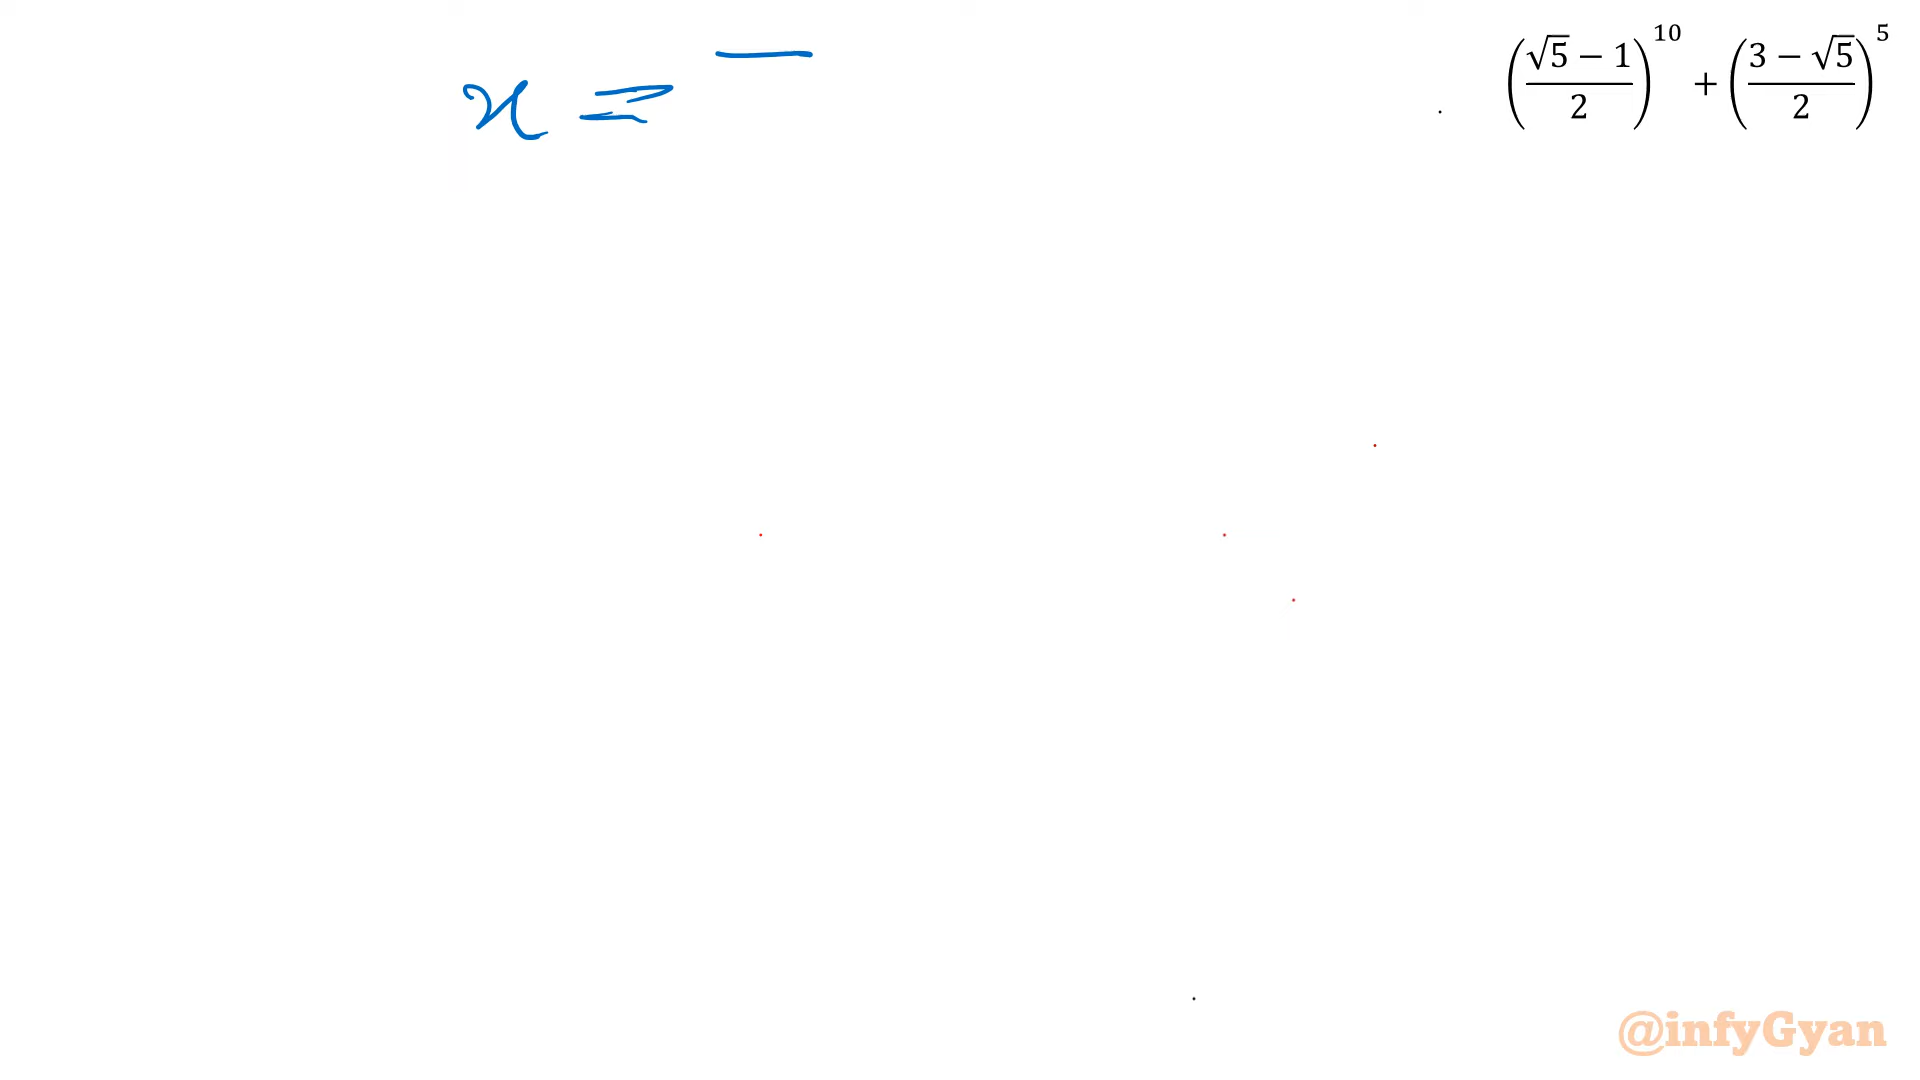 x =
(√5 − 1 / 2)^10 + (3 − √5 / 2)^5
@infyGyan